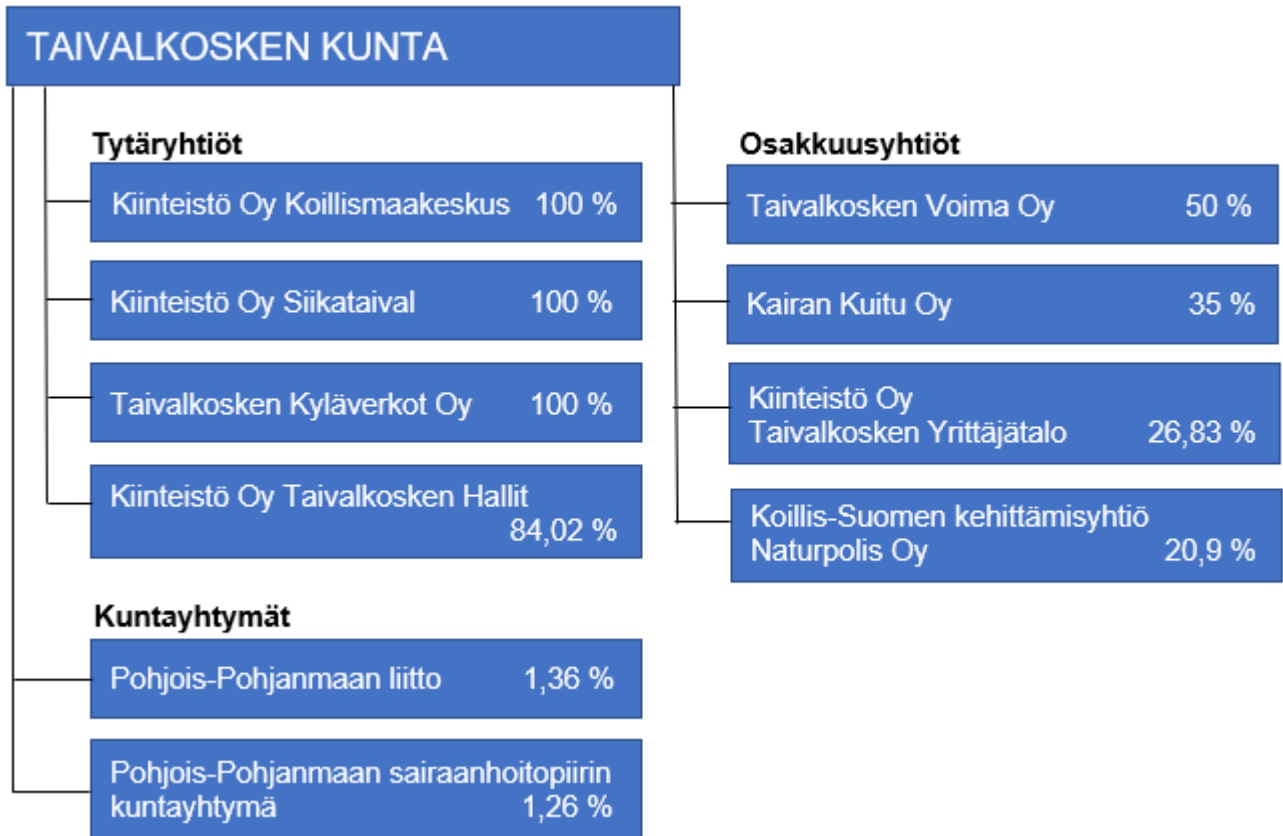 TAIVALKOSKEN KUNTA
Tytäryhtiöt
Kiinteistö Oy Koillismaakeskus 100 %
Kiinteistö Oy Siikataival 100 %
Taivalkosken Kyläverkot Oy 100 %
Kiinteistö Oy Taivalkosken Hallit
84,02 %
Kuntayhtymät
Pohjois-Pohjanmaan liitto 1,36 %
Pohjois-Pohjanmaan sairaanhoitopiirin
kuntayhtymä 1,26 %
Osakkuusyhtiöt
Taivalkosken Voima Oy 50 %
Kairan Kuitu Oy 35 %
Kiinteistö Oy
Taivalkosken Yrittäjätalo 26,83 %
Koillis-Suomen kehittämisyhtiö
Naturpolis Oy 20,9 %